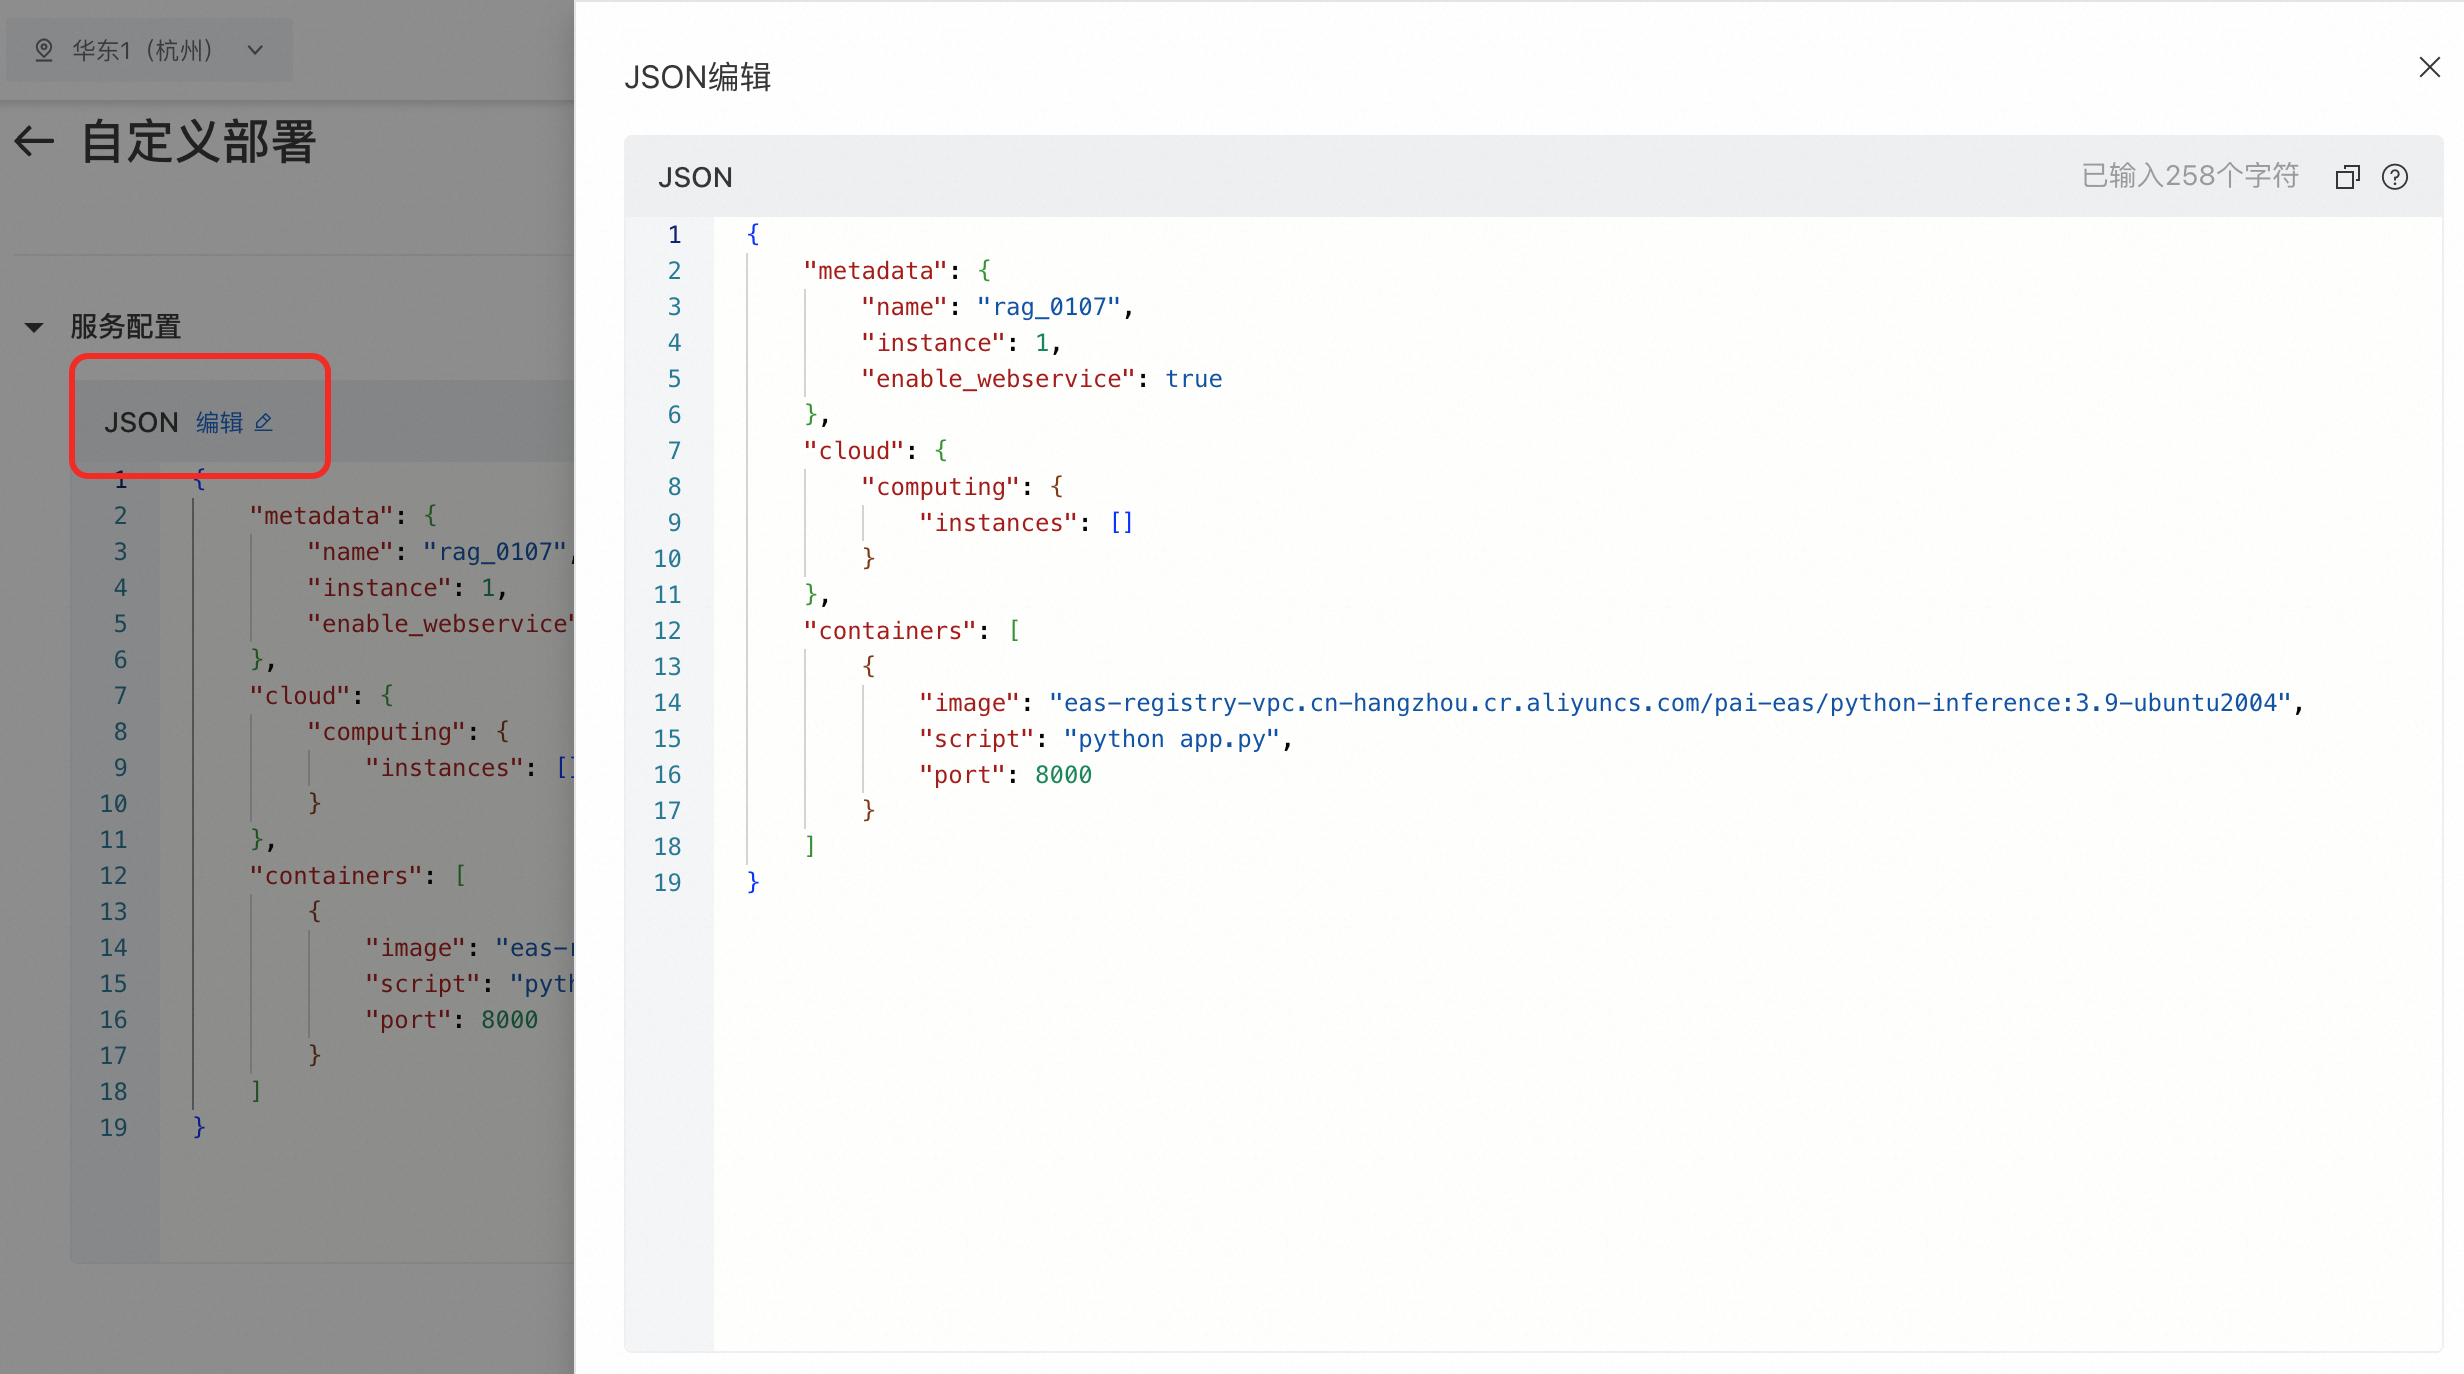 华东1（杭州）
自定义部署
服务配置
JSON 编辑
1 {
2 "metadata": {
3 "name": "rag_0107",
4 "instance": 1,
5 "enable_webservice"
6 },
7 "cloud": {
8 "computing": {
9 "instances": []
10 }
11 },
12 "containers": [
13 {
14 "image": "eas-r
15 "script": "pyth
16 "port": 8000
17 }
18 ]
19 }
JSON编辑
JSON
已输入258个字符
1 {
2 "metadata": {
3 "name": "rag_0107",
4 "instance": 1,
5 "enable_webservice": true
6 },
7 "cloud": {
8 "computing": {
9 "instances": []
10 }
11 },
12 "containers": [
13 {
14 "image": "eas-registry-vpc.cn-hangzhou.cr.aliyuncs.com/pai-eas/python-inference:3.9-ubuntu2004",
15 "script": "python app.py",
16 "port": 8000
17 }
18 ]
19 }